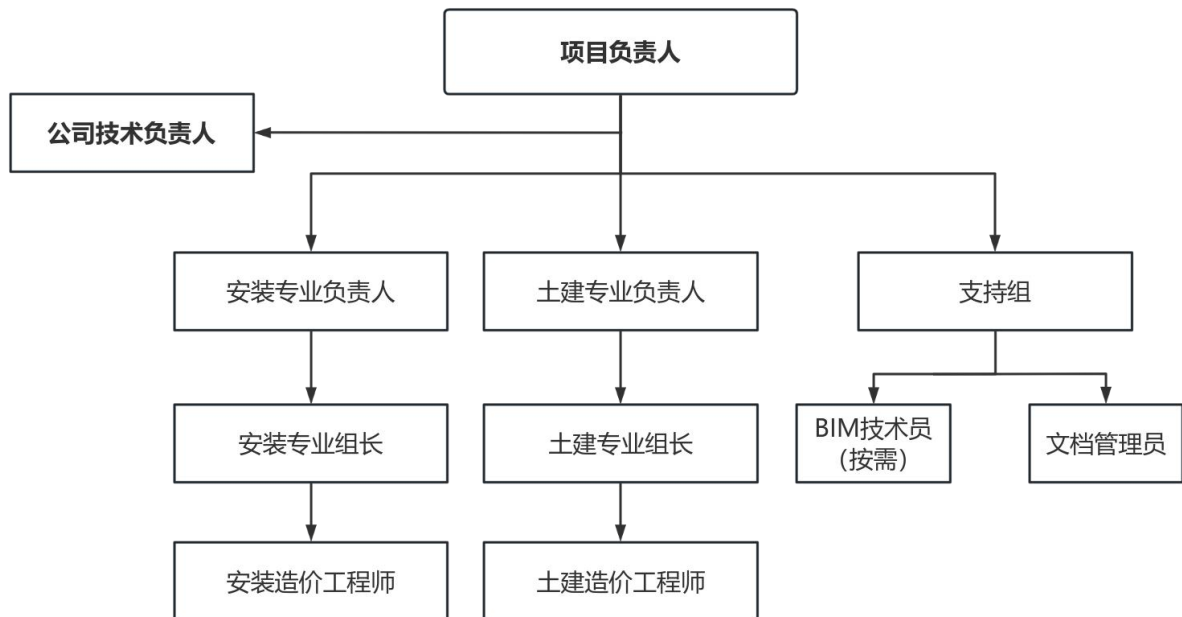 项目负责人
公司技术负责人
安装专业负责人
土建专业负责人
支持组
安装专业组长
土建专业组长
BIM技术员
（按需）
文档管理员
安装造价工程师
土建造价工程师